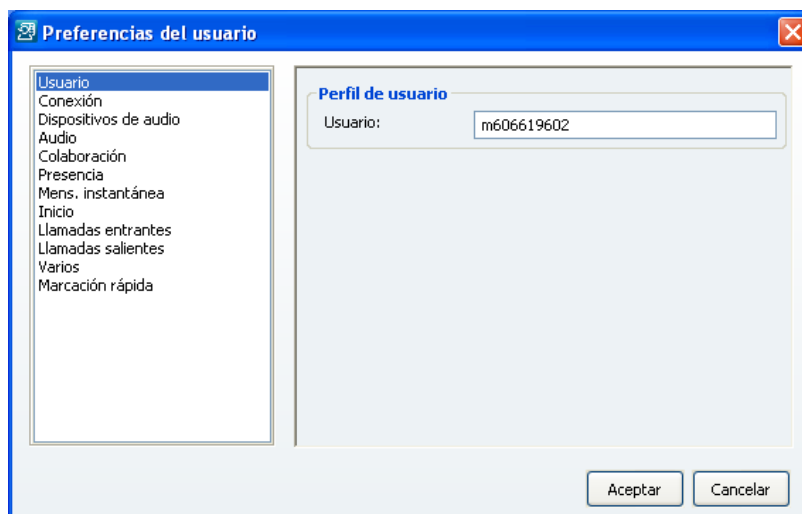 Preferencias del usuario
Usuario
Conexión
Dispositivos de audio
Audio
Colaboración
Presencia
Mens. instantánea
Inicio
Llamadas entrantes
Llamadas salientes
Varios
Marcación rápida
Perfil de usuario
Usuario: m606619602
Aceptar Cancelar